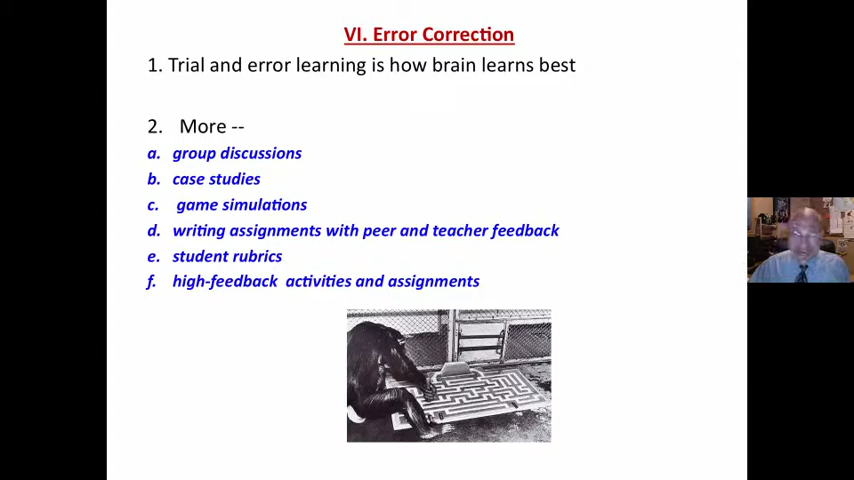 VI. Error Correction
1. Trial and error learning is how brain learns best
2. More --
a. group discussions
b. case studies
c. game simulations
d. writing assignments with peer and teacher feedback
e. student rubrics
f. high-feedback activities and assignments